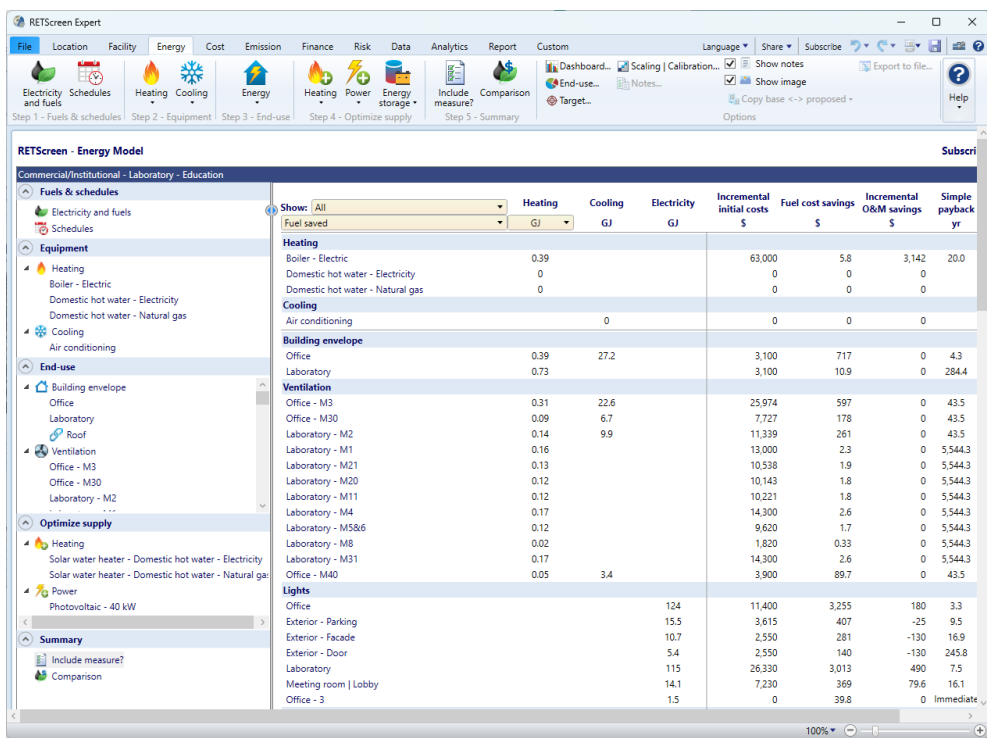 RETScreen Expert
File Location Facility Energy Cost Emission Finance Risk Data Analytics Report Custom Language Share Subscribe
Electricity and fuels Schedules Heating Cooling Energy Heating Power Energy storage Include measure? Comparison Dashboard... Scaling | Calibration... Show notes Export to file...
End-use... Notes... Show image Help
Target... Copy base <-> proposed
Step 1 - Fuels & schedules Step 2 - Equipment Step 3 - End-use Step 4 - Optimize supply Step 5 - Summary Options
RETScreen - Energy Model Subscri
Commercial/Institutional - Laboratory - Education
Fuels & schedules
Electricity and fuels
Schedules
Equipment
Heating
Boiler - Electric
Domestic hot water - Electricity
Domestic hot water - Natural gas
Cooling
Air conditioning
End-use
Building envelope
Office
Laboratory
Roof
Ventilation
Office - M3
Office - M30
Laboratory - M2
Optimize supply
Heating
Solar water heater - Domestic hot water - Electricity
Solar water heater - Domestic hot water - Natural gas
Power
Photovoltaic - 40 kW
Summary
Include measure?
Comparison
Show: All Heating Cooling Electricity Incremental initial costs Fuel cost savings Incremental O&M savings Simple payback
Fuel saved GJ GJ GJ $ $ $ yr
Heating
Boiler - Electric 0.39 63,000 5.8 3,142 20.0
Domestic hot water - Electricity 0 0 0 0
Domestic hot water - Natural gas 0 0 0 0
Cooling
Air conditioning 0 0 0 0
Building envelope
Office 0.39 27.2 3,100 717 0 4.3
Laboratory 0.73 3,100 10.9 0 284.4
Ventilation
Office - M3 0.31 22.6 25,974 597 0 43.5
Office - M30 0.09 6.7 7,727 178 0 43.5
Laboratory - M2 0.14 9.9 11,339 261 0 43.5
Laboratory - M1 0.16 13,000 2.3 0 5,544.3
Laboratory - M21 0.13 10,538 1.9 0 5,544.3
Laboratory - M20 0.12 10,143 1.8 0 5,544.3
Laboratory - M11 0.12 10,221 1.8 0 5,544.3
Laboratory - M4 0.17 14,300 2.6 0 5,544.3
Laboratory - M5&6 0.12 9,620 1.7 0 5,544.3
Laboratory - M8 0.02 1,820 0.33 0 5,544.3
Laboratory - M31 0.17 14,300 2.6 0 5,544.3
Office - M40 0.05 3.4 3,900 89.7 0 43.5
Lights
Office 124 11,400 3,255 180 3.3
Exterior - Parking 15.5 3,615 407 -25 9.5
Exterior - Facade 10.7 2,550 281 -130 16.9
Exterior - Door 5.4 2,550 140 -130 245.8
Laboratory 115 26,330 3,013 490 7.5
Meeting room | Lobby 14.1 7,230 369 79.6 16.1
Office - 3 1.5 0 39.8 0 Immediate
100%